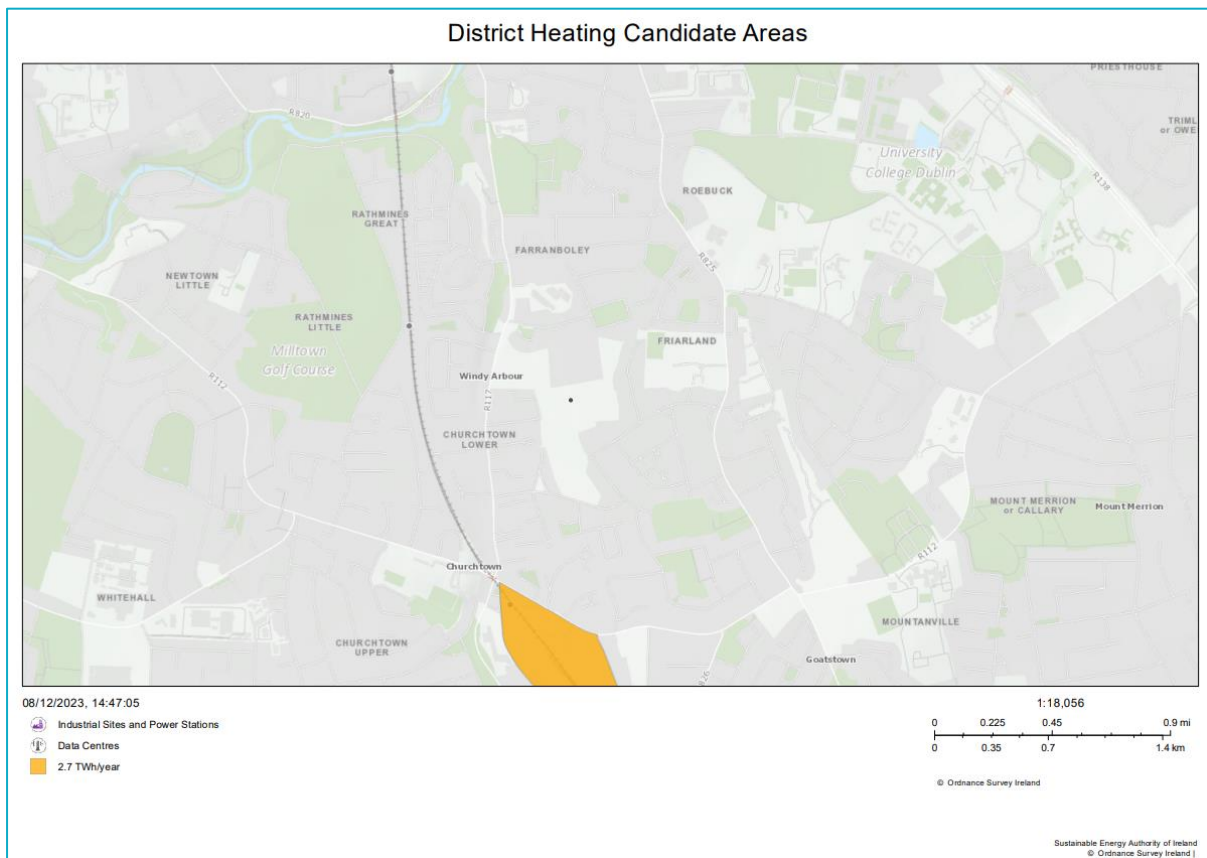 District Heating Candidate Areas
PRIESTHOUSE
R820
TRIML
or OWE
University
College Dublin
R138
ROEBUCK
RATHMINES
GREAT
FARRANBOLEY
R825
NEWTOWN
LITTLE
RATHMINES
LITTLE
FRIARLAND
Milltown
Golf Course
Windy Arbour
R112
R117
CHURCHTOWN
LOWER
MOUNT MERRION
or CALLARY
Mount Merrion
R112
Churchtown
WHITEHALL
MOUNTANVILLE
CHURCHTOWN
UPPER
Goatstown
826
08/12/2023, 14:47:05
1:18,056
Industrial Sites and Power Stations
0 0.225 0.45 0.9 mi
Data Centres
0 0.35 0.7 1.4 km
2.7 TWh/year
© Ordnance Survey Ireland
Sustainable Energy Authority of Ireland
© Ordnance Survey Ireland |